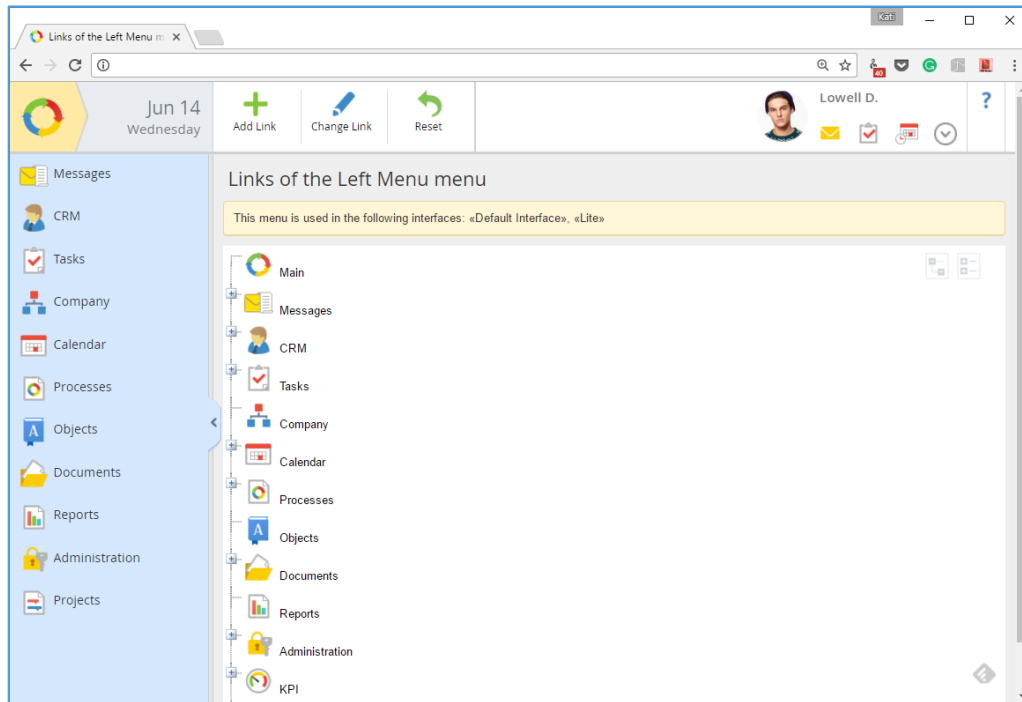 Kati
Links of the Left Menu m
40
Jun 14
Wednesday
Add Link
Change Link
Reset
Lowell D.
?
Messages
CRM
Tasks
Company
Calendar
Processes
Objects
Documents
Reports
Administration
Projects
Links of the Left Menu menu
This menu is used in the following interfaces: «Default Interface», «Lite»
Main
Messages
CRM
Tasks
Company
Calendar
Processes
Objects
Documents
Reports
Administration
KPI